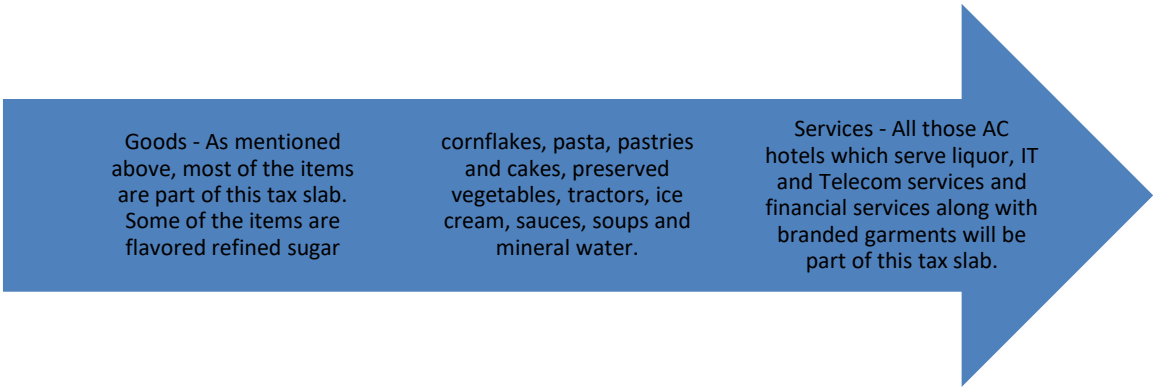 Goods - As mentioned
above, most of the items
are part of this tax slab.
Some of the items are
flavored refined sugar
cornflakes, pasta, pastries
and cakes, preserved
vegetables, tractors, ice
cream, sauces, soups and
mineral water.
Services - All those AC
hotels which serve liquor, IT
and Telecom services and
financial services along with
branded garments will be
part of this tax slab.